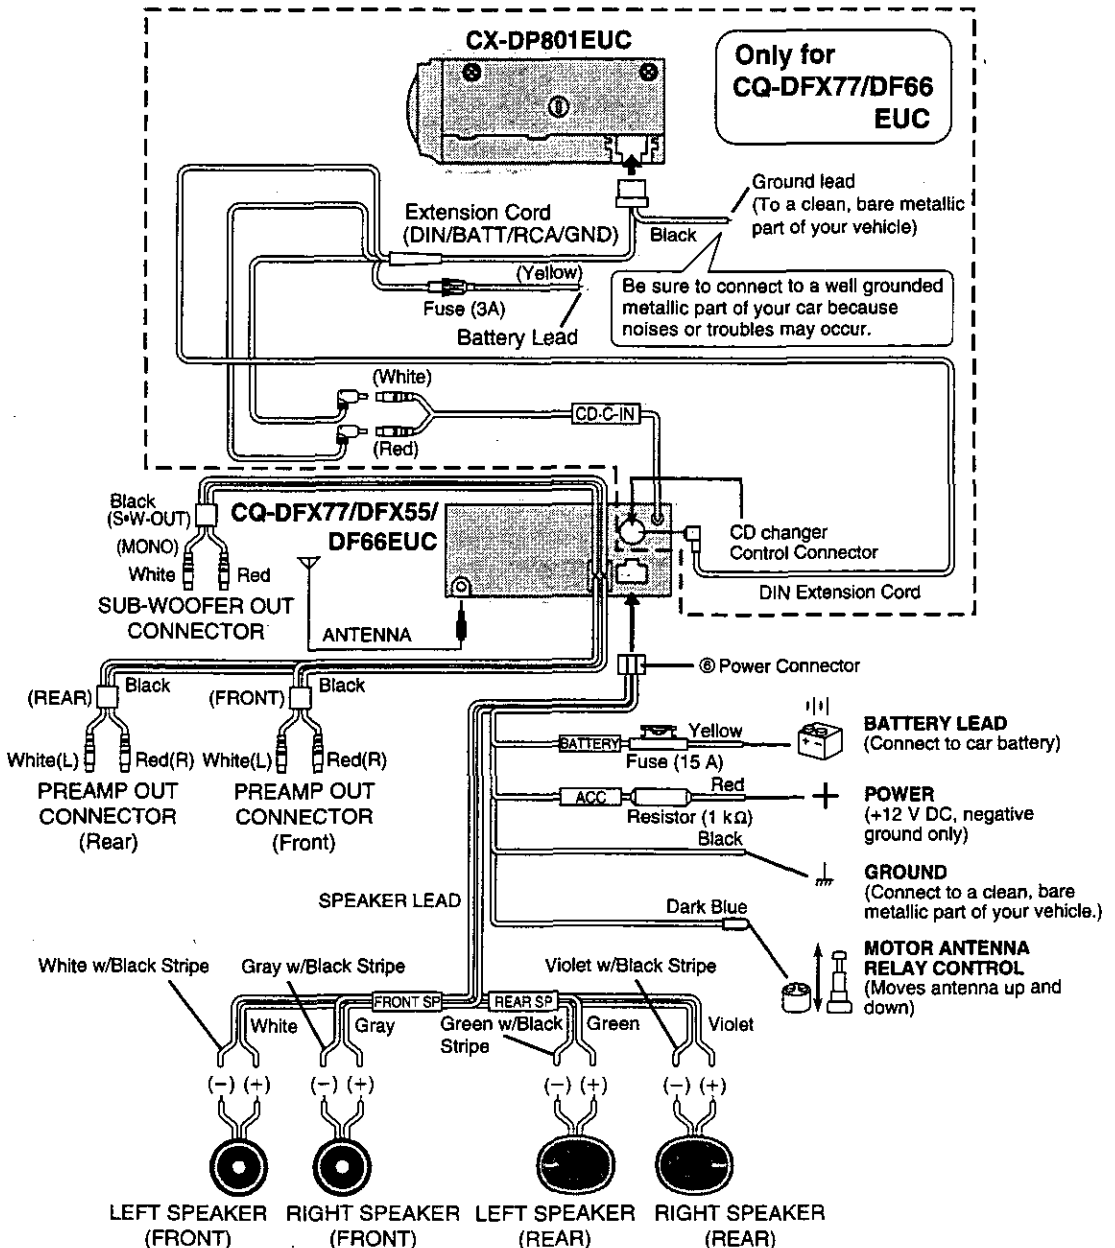 CX-DP801EUC
Only for
CQ-DFX77/DF66
EUC
Ground lead
(To a clean, bare metallic
part of your vehicle)
Extension Cord
(DIN/BATT/RCA/GND)
Black
(Yellow)
Fuse (3A)
Battery Lead
Be sure to connect to a well grounded
metallic part of your car because
noises or troubles may occur.
(White)
CD·C-IN
(Red)
Black
(S•W-OUT)
(MONO)
White
Red
SUB-WOOFER OUT
CONNECTOR
CQ-DFX77/DFX55/
DF66EUC
CD changer
Control Connector
DIN Extension Cord
ANTENNA
⑥ Power Connector
(REAR)
Black
(FRONT)
Black
White(L)
Red(R)
White(L)
Red(R)
PREAMP OUT
CONNECTOR
(Rear)
PREAMP OUT
CONNECTOR
(Front)
BATTERY
Yellow
Fuse (15 A)
BATTERY LEAD
(Connect to car battery)
ACC
Red
Resistor (1 kΩ)
POWER
(+12 V DC, negative
ground only)
Black
GROUND
(Connect to a clean, bare
metallic part of your vehicle.)
SPEAKER LEAD
Dark Blue
MOTOR ANTENNA
RELAY CONTROL
(Moves antenna up and
down)
White w/Black Stripe
Gray w/Black Stripe
Violet w/Black Stripe
FRONT SP
REAR SP
White
Gray
Green w/Black
Stripe
Green
Violet
(−) (+)
(−) (+)
(−) (+)
(−) (+)
LEFT SPEAKER
(FRONT)
RIGHT SPEAKER
(FRONT)
LEFT SPEAKER
(REAR)
RIGHT SPEAKER
(REAR)